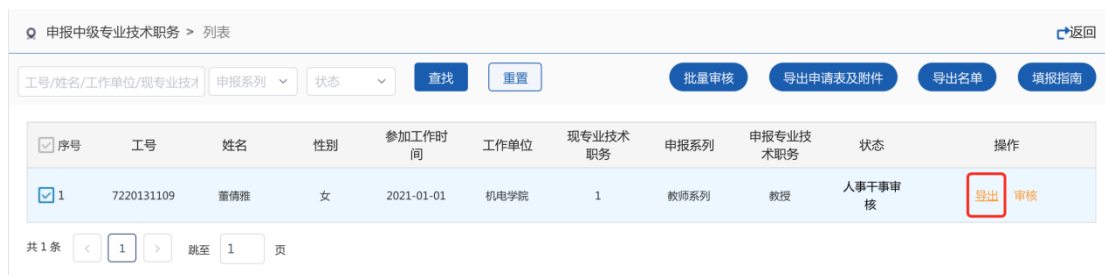 申报中级专业技术职务 > 列表 返回
工号/姓名/工作单位/现专业技术 申报系列 状态 查找 重置 批量审核 导出申请表及附件 导出名单 填报指南
序号 工号 姓名 性别 参加工作时间 工作单位 现专业技术职务 申报系列 申报专业技术职务 状态 操作
1 7220131109 董倩雅 女 2021-01-01 机电学院 1 教师系列 教授 人事干事审核 导出 审核
共 1 条 < 1 > 跳至 1 页